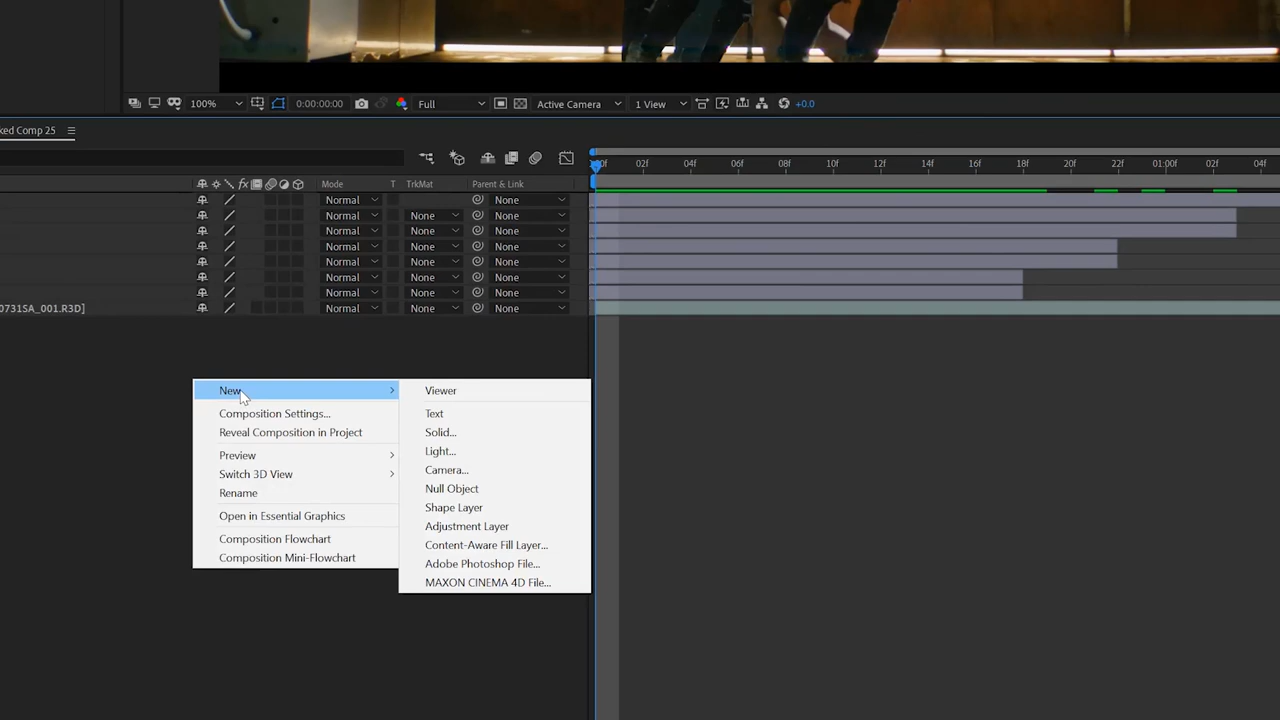 100%
0:00:00:00
Full
Active Camera
1 View
+0.0
ked Comp 25
00f 02f 04f 06f 08f 10f 12f 14f 16f 18f 20f 22f 01:00f 02f 04f
fx Mode T TrkMat Parent & Link
Normal None
Normal None None
Normal None None
Normal None None
Normal None None
Normal None None
Normal None None
0731SA_001.R3D] Normal None None
New
Composition Settings...
Reveal Composition in Project
Preview
Switch 3D View
Rename
Open in Essential Graphics
Composition Flowchart
Composition Mini-Flowchart
Viewer
Text
Solid...
Light...
Camera...
Null Object
Shape Layer
Adjustment Layer
Content-Aware Fill Layer...
Adobe Photoshop File...
MAXON CINEMA 4D File...